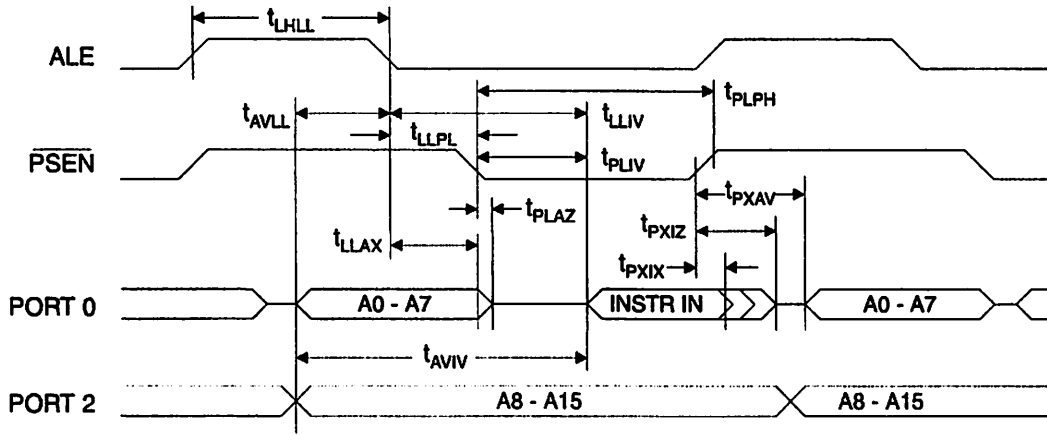 tLHLL
ALE
tPLPH
tAVLL
tLLIV
tLLPL
PSEN
tPLIV
tPXAV
tPLAZ
tLLAX
tPXIZ
tPXIX
PORT 0
A0 - A7
INSTR IN
A0 - A7
tAVIV
PORT 2
A8 - A15
A8 - A15